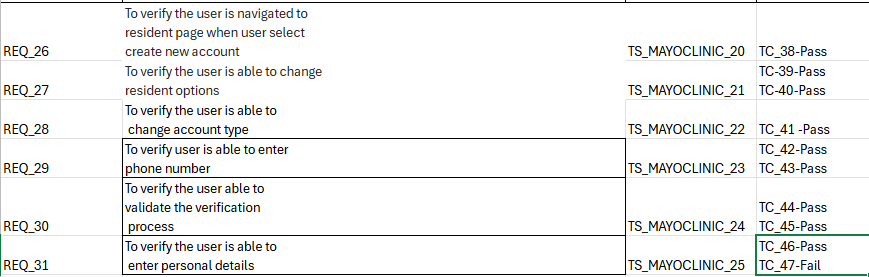 To verify the user is navigated to
resident page when user select
REQ_26 create new account TS_MAYOCLINIC_20 TC_38-Pass
To verify the user is able to change TC-39-Pass
REQ_27 resident options TS_MAYOCLINIC_21 TC-40-Pass
To verify the user is able to
REQ_28 change account type TS_MAYOCLINIC_22 TC_41 -Pass
To verify user is able to enter TC_42-Pass
REQ_29 phone number TS_MAYOCLINIC_23 TC_43-Pass
To verify the user able to
validate the verification TC_44-Pass
REQ_30 process TS_MAYOCLINIC_24 TC_45-Pass
To verify the user is able to TC_46-Pass
REQ_31 enter personal details TS_MAYOCLINIC_25 TC_47-Fail